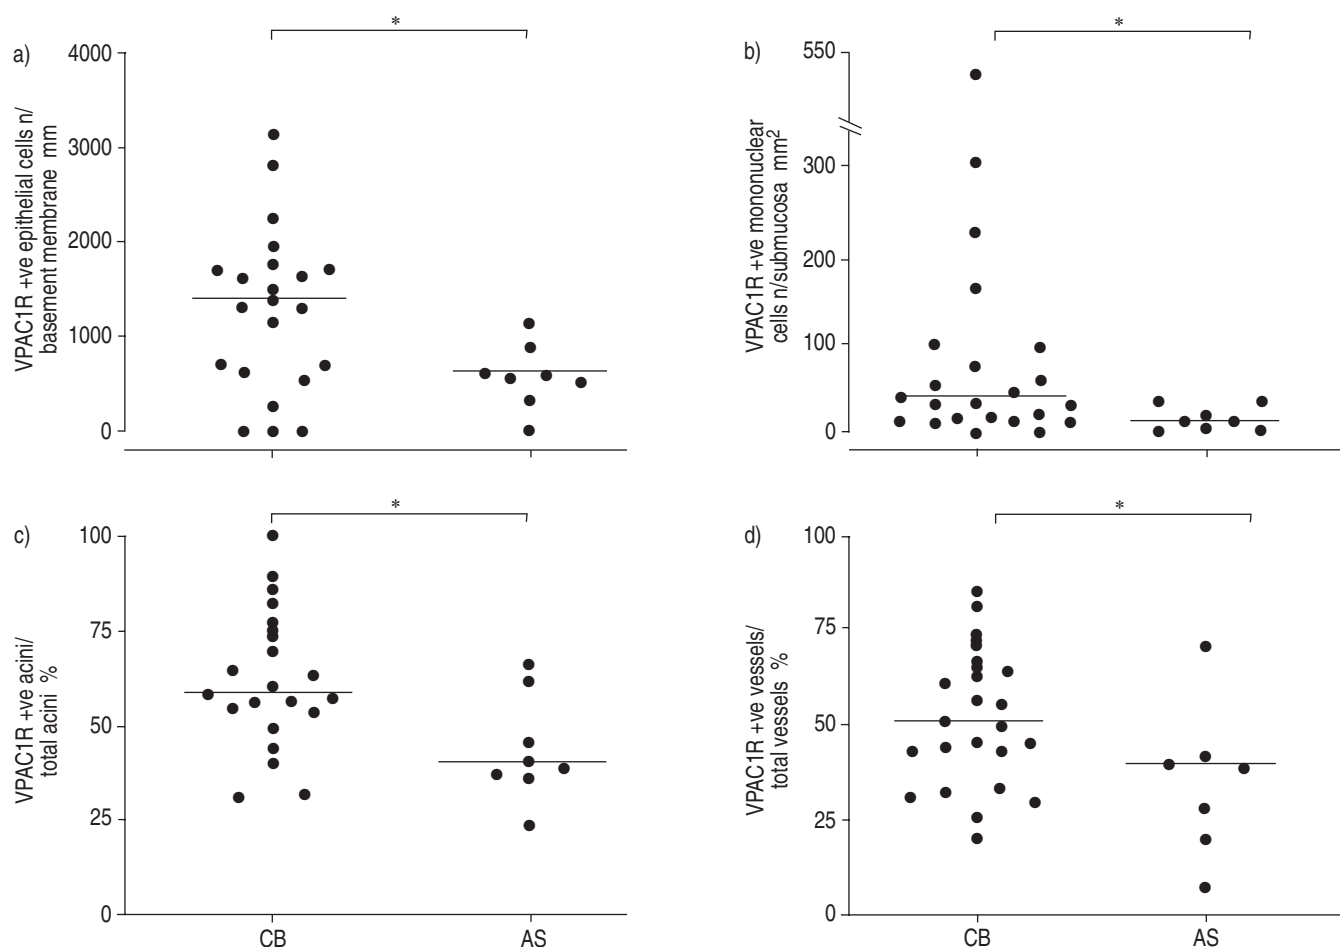 *
a)
4000
3000
2000
1000
0
VPAC1R +ve epithelial cells n/
basement membrane mm
*
b)
550
300
200
100
0
VPAC1R +ve mononuclear
cells n/submucosa mm²
*
c)
100
75
50
25
0
VPAC1R +ve acini/
total acini %
CB
AS
*
d)
100
75
50
25
0
VPAC1R +ve vessels/
total vessels %
CB
AS